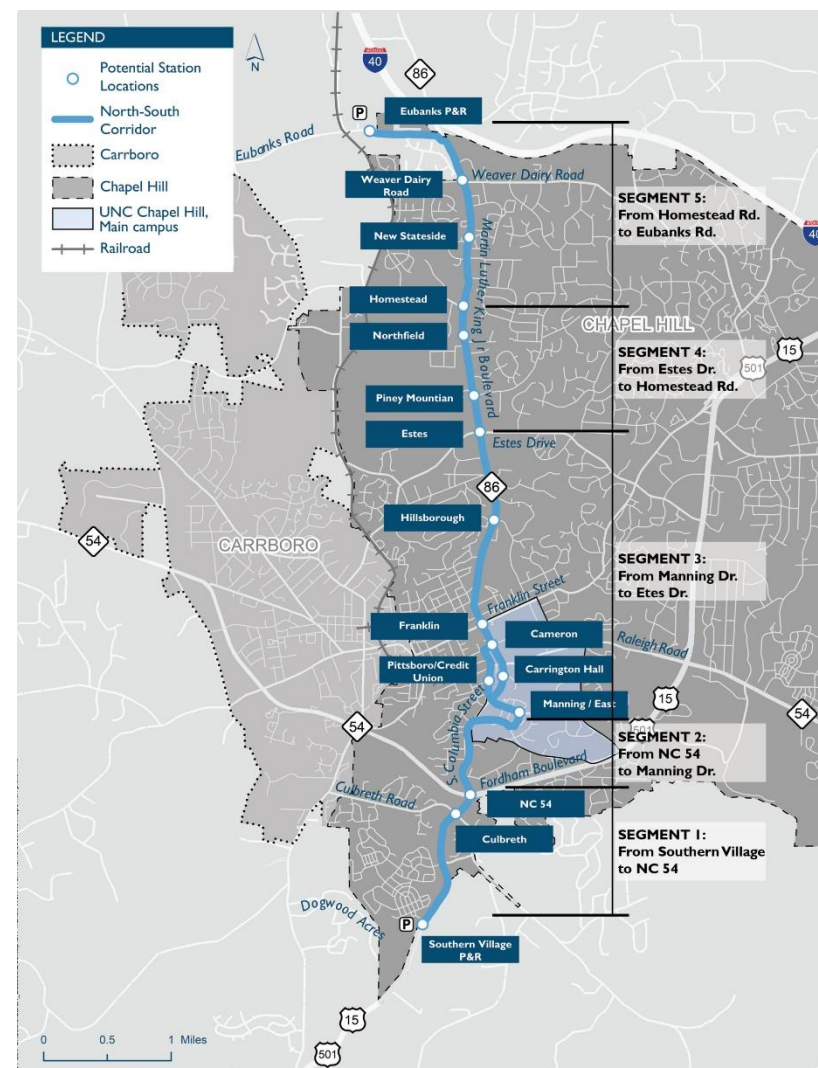 LEGEND
Potential Station
Locations
North-South
Corridor
Carrboro
Chapel Hill
UNC Chapel Hill,
Main campus
Railroad
N
40
86
P
Eubanks P&R
Eubanks Road
Weaver Dairy
Road
Weaver Dairy Road
SEGMENT 5:
From Homestead Rd.
to Eubanks Rd.
40
New Stateside
Martin Luther King Jr Boulevard
Homestead
CHAPEL HILL
Northfield
15
501
SEGMENT 4:
From Estes Dr.
to Homestead Rd.
Piney Mountian
Estes
Estes Drive
86
Hillsborough
54
CARRBORO
SEGMENT 3:
From Manning Dr.
to Etes Dr.
Franklin Street
Franklin
Cameron
Raleigh Road
Pittsboro/Credit
Union
Carrington Hall
S. Columbia Street
Manning / East
15
501
54
54
SEGMENT 2:
From NC 54
to Manning Dr.
Fordham Boulevard
Culbreth Road
NC 54
Culbreth
SEGMENT 1:
From Southern Village
to NC 54
Dogwood Acres
P
Southern Village
P&R
15
501
0 0.5 1 Miles